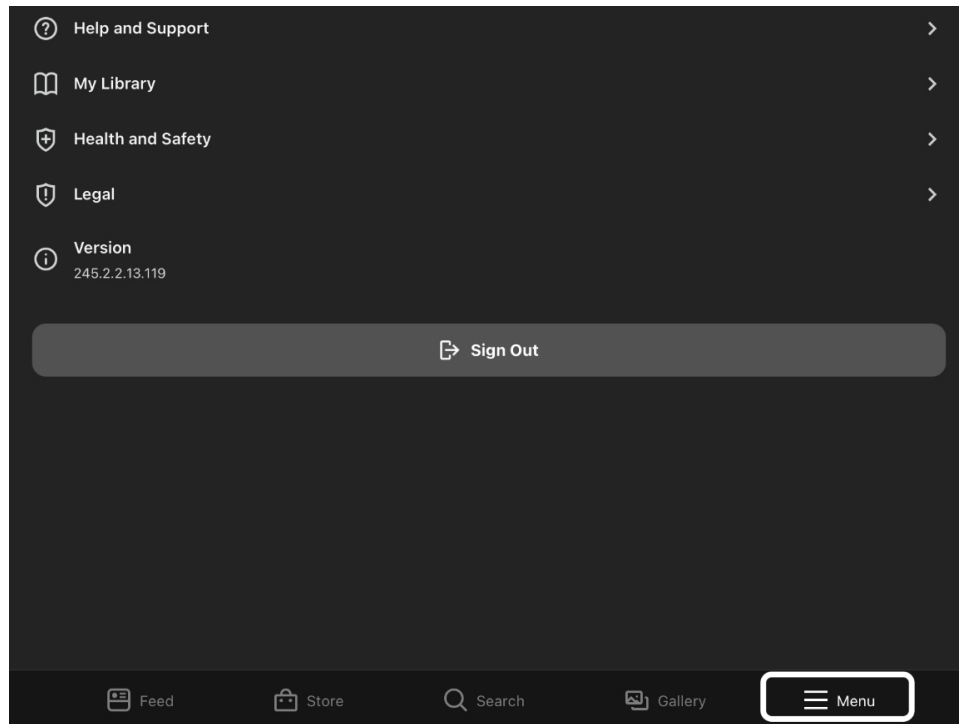 Help and Support
My Library
Health and Safety
Legal
Version
245.2.2.13.119
Sign Out
Feed
Store
Search
Gallery
Menu